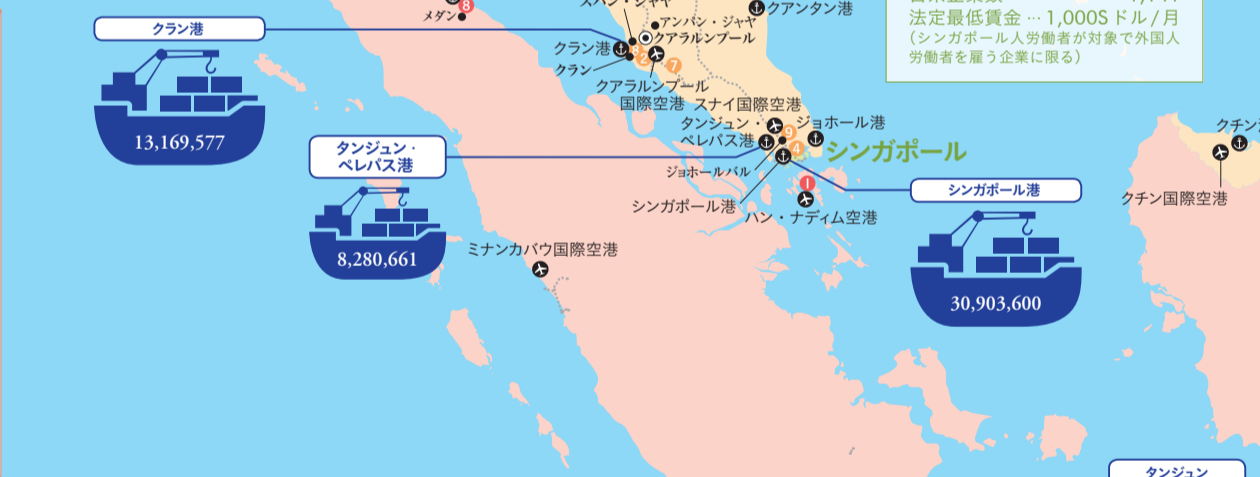 メダン
アンパン・ジャヤ
クアンタン港
法定最低賃金 … 1,000S ドル / 月
(シンガポール人労働者が対象で外国人
労働者を雇う企業に限る)
クラン港
13,169,577
クアラルンプール
クラン港
クラン
クアラルンプール
国際空港
スナイ国際空港
タンジュン・
ペレパス港
ジョホール港
シンガポール
ジョホールバル
シンガポール港
ハン・ナディム空港
タンジュン・
ペレパス港
8,280,661
ミナンカバウ国際空港
シンガポール港
30,903,600
クチン国際空港
タンジュン
8
2
7
9
4
1